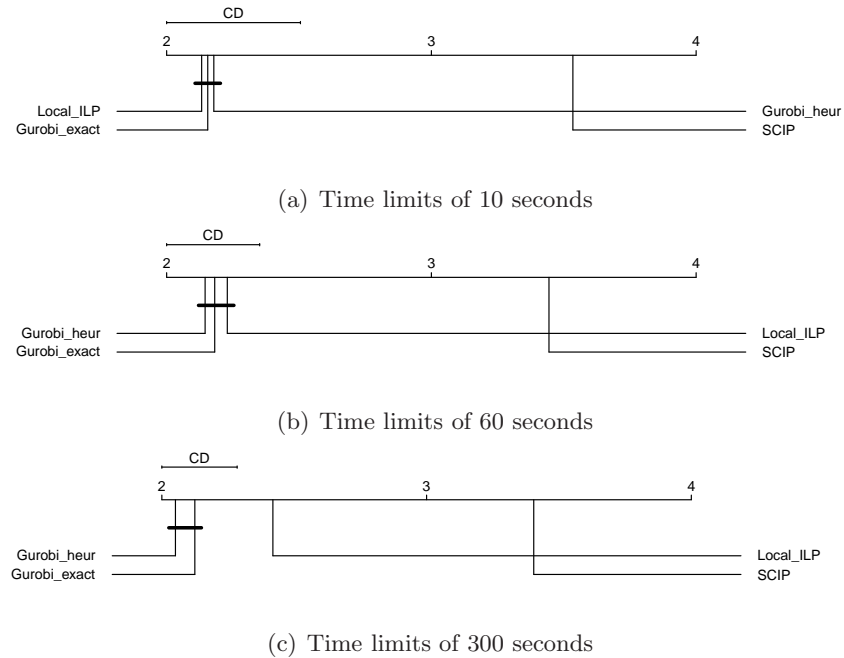 CD
2 3 4
Local_ILP Gurobi_heur
Gurobi_exact SCIP
(a) Time limits of 10 seconds
CD
2 3 4
Gurobi_heur Local_ILP
Gurobi_exact SCIP
(b) Time limits of 60 seconds
CD
2 3 4
Gurobi_heur Local_ILP
Gurobi_exact SCIP
(c) Time limits of 300 seconds